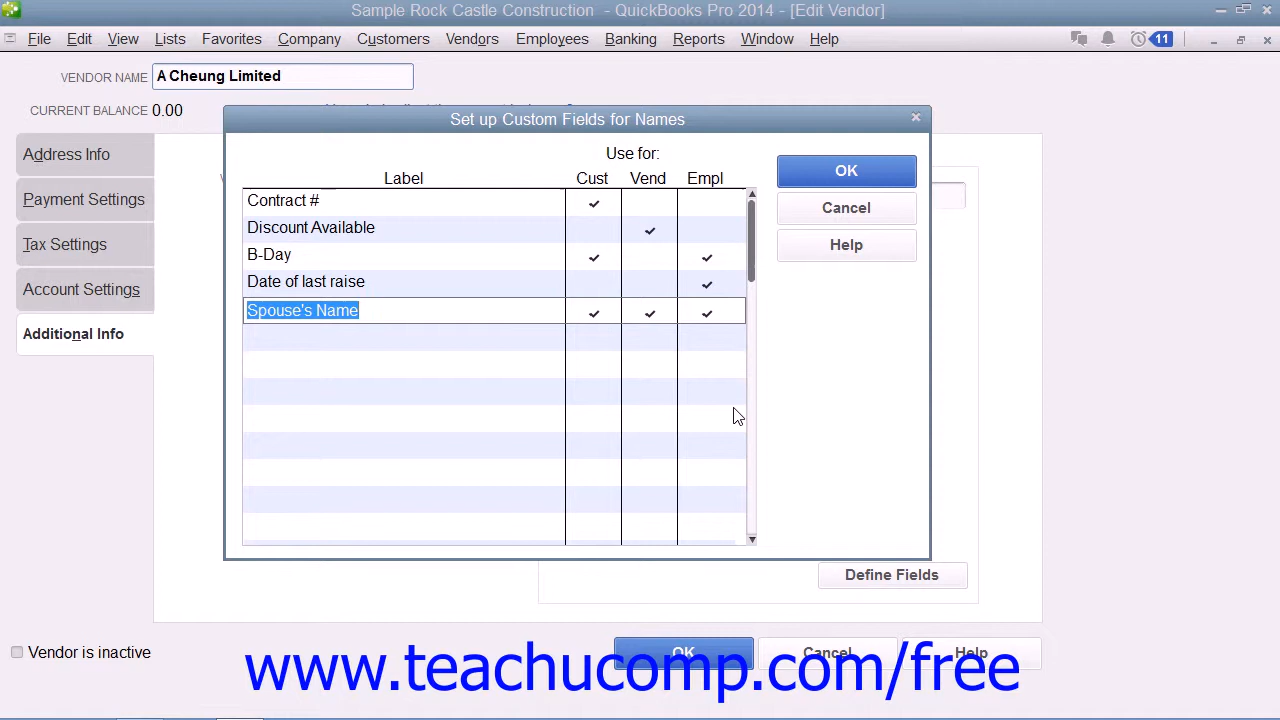 Sample Rock Castle Construction - QuickBooks Pro 2014 - [Edit Vendor]
File Edit View Lists Favorites Company Customers Vendors Employees Banking Reports Window Help 11
VENDOR NAME A Cheung Limited
CURRENT BALANCE 0.00
Set up Custom Fields for Names
Use for:
Label Cust Vend Empl
Contract #
Discount Available
B-Day
Date of last raise
Spouse's Name
OK
Cancel
Help
Address Info
Payment Settings
Tax Settings
Account Settings
Additional Info
Define Fields
Vendor is inactive
OK Cancel Help
www.teachucomp.com/free